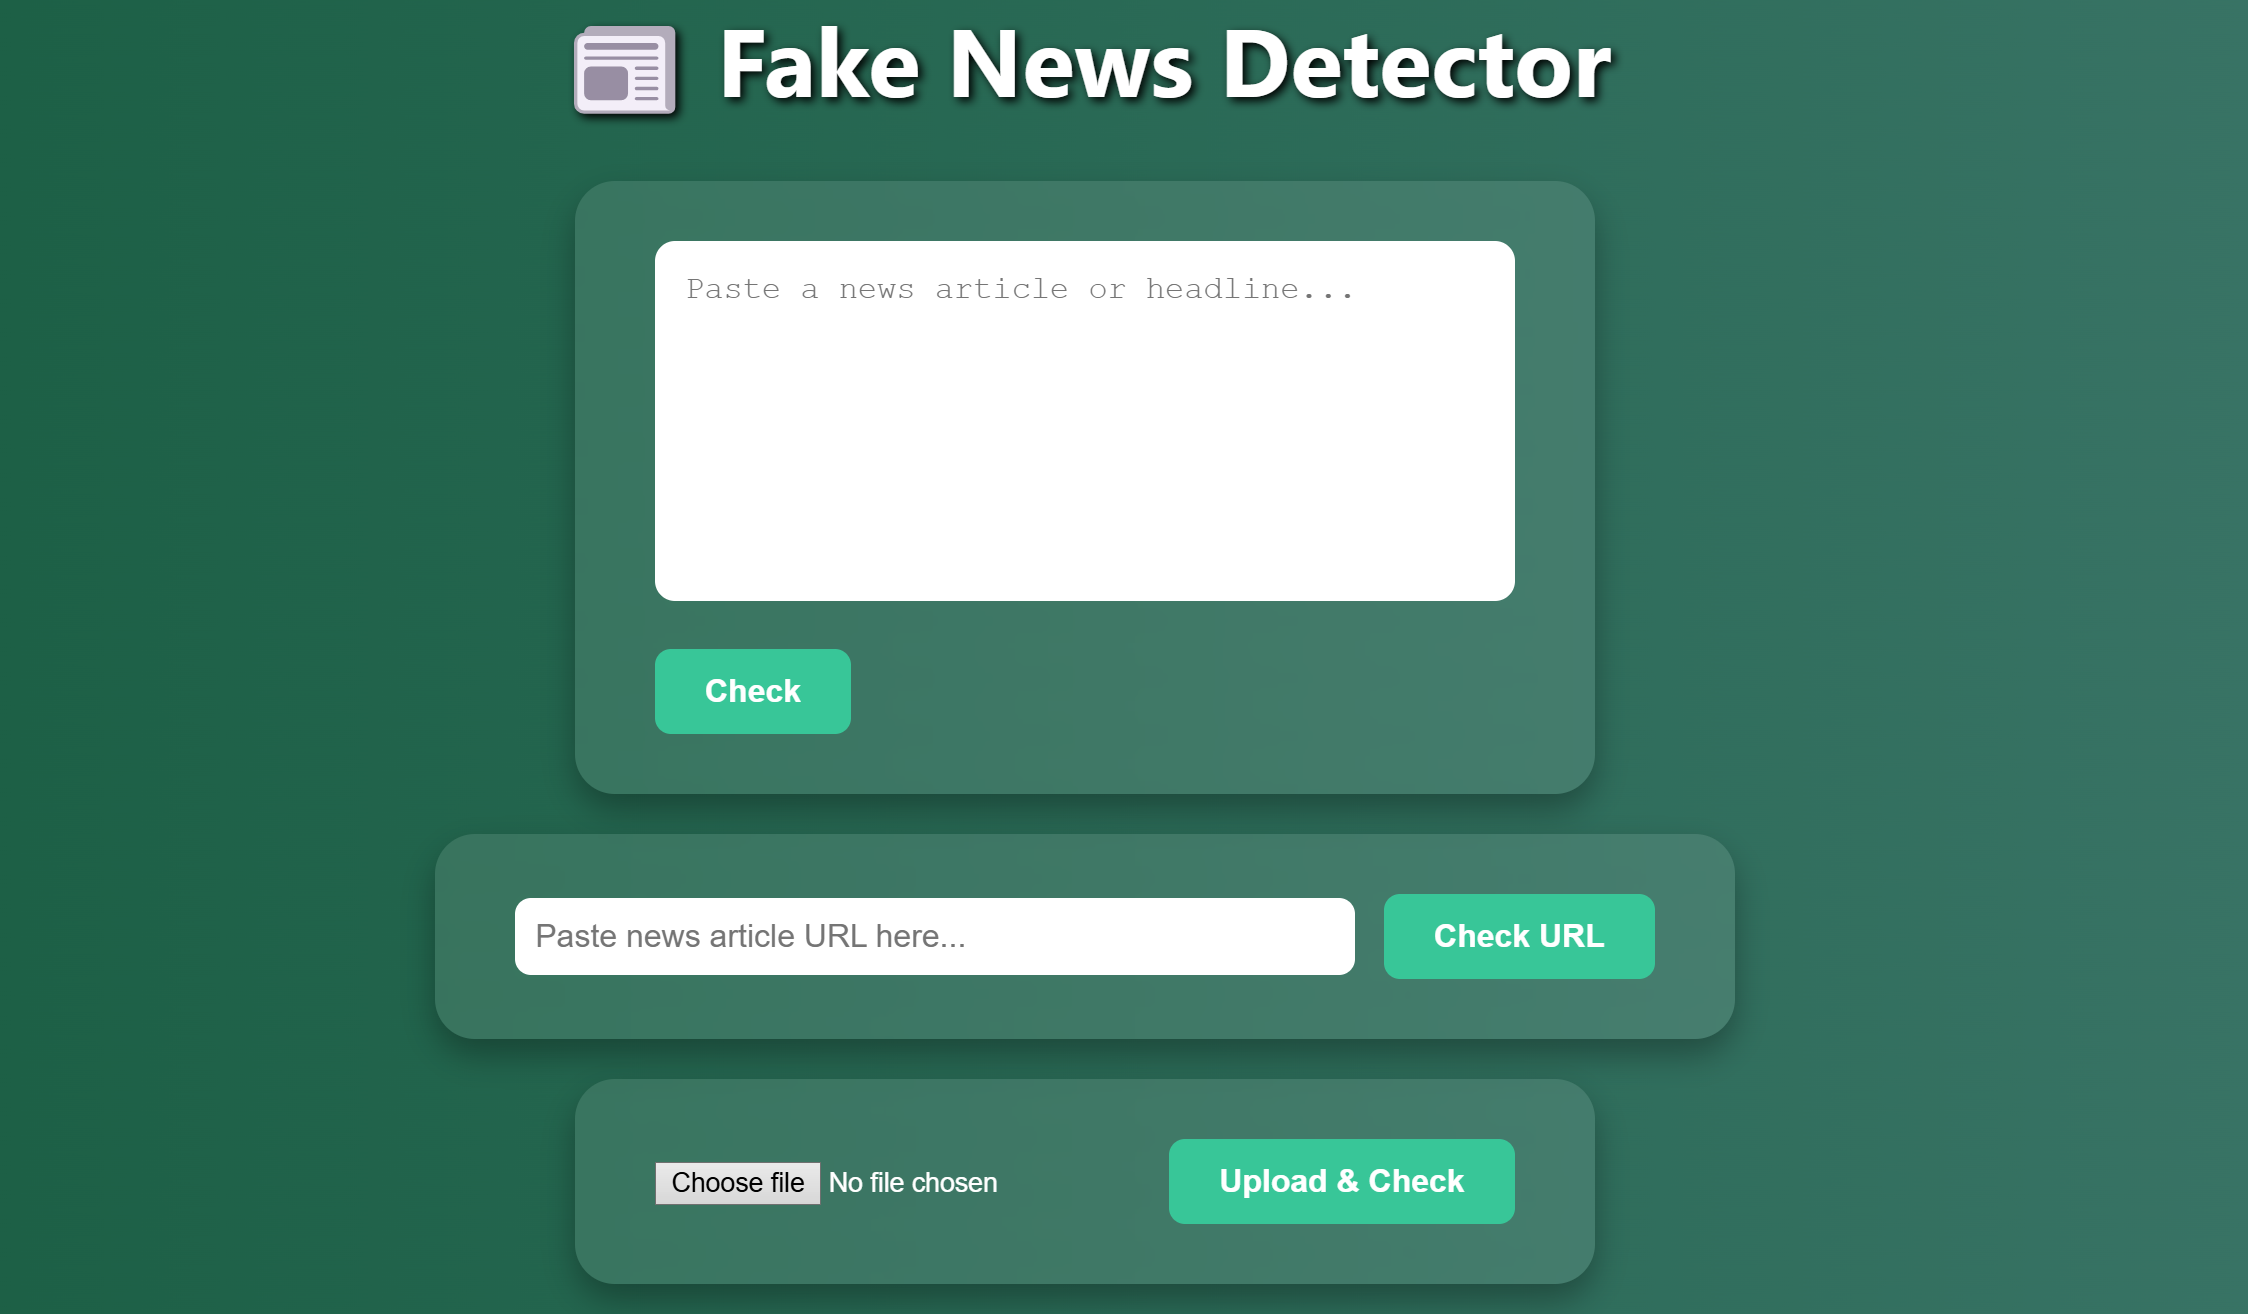 Fake News Detector
Paste a news article or headline...
Check
Paste news article URL here...
Check URL
Choose file No file chosen
Upload & Check